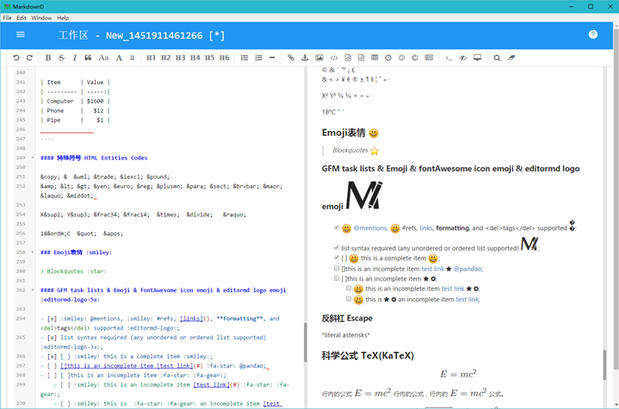 MarkdownD
File Edit Window Help
工作区 - New_1451911461266 [*]
B S I Aa A a H1 H2 H3 H4 H5 H6
240
241 | Item | Value |
242 | --------- | -----:|
243 | Computer | $1600 |
244 | Phone | $12 |
245 | Pipe | $1 |
246
247 ----
248
249 #### 特殊符号 HTML Entities Codes
250
251 &copy; & &uml; &trade; &iexcl; &pound;
252 &amp; &lt; &gt; &yen; &euro; &reg; &plusmn; &para; &sect; &brvbar; &macr; &laquo; &middot;
253
254 X&sup2; Y&sup3; &frac34; &frac14; &times; &divide; &raquo;
255
256 18&ordm;C &quot; &apos;
257
258 ### Emoji表情 :smiley:
259
260 > Blockquotes :star:
261
262 #### GFM task lists & Emoji & fontAwesome icon emoji & editormd logo emoji :editormd-logo-5x:
263
264 - [x] :smiley: @mentions, :smiley: #refs, [links](), **formatting**, and <del>tags</del> supported :editormd-logo:;
265 - [x] list syntax required (any unordered or ordered list supported) :editormd-logo-3x:;
266 - [x] [ ] :smiley: this is a complete item :smiley:;
267 - [ ] []this is an incomplete item [test link](#) :fa-star: @pandao;
268 - [ ] [ ]this is an incomplete item :fa-star: :fa-gear:;
269 - [ ] :smiley: this is an incomplete item [test link](#) :fa-star: :fa-gear:;
270 - [ ] :smiley: this is :fa-star: :fa-gear: an incomplete item [test
& < > ¥ € ® ± ¶ § ¦ ¯ « ·
X² Y³ ¾ ¼ × ÷ »
18ºC " '
Emoji表情
Blockquotes
GFM task lists & Emoji & fontAwesome icon emoji & editormd logo
emoji
@mentions, #refs, links, formatting, and <del>tags</del> supported ;
list syntax required (any unordered or ordered list supported) ;
[ ] this is a complete item ;
[]this is an incomplete item test link @pandao;
[ ]this is an incomplete item ;
this is an incomplete item test link ;
this is an incomplete item test link;
反斜杠 Escape
*literal asterisks*
科学公式 TeX(KaTeX)
E = mc²
行内的公式 E = mc² 行内的公式，行内的 E = mc² 公式。